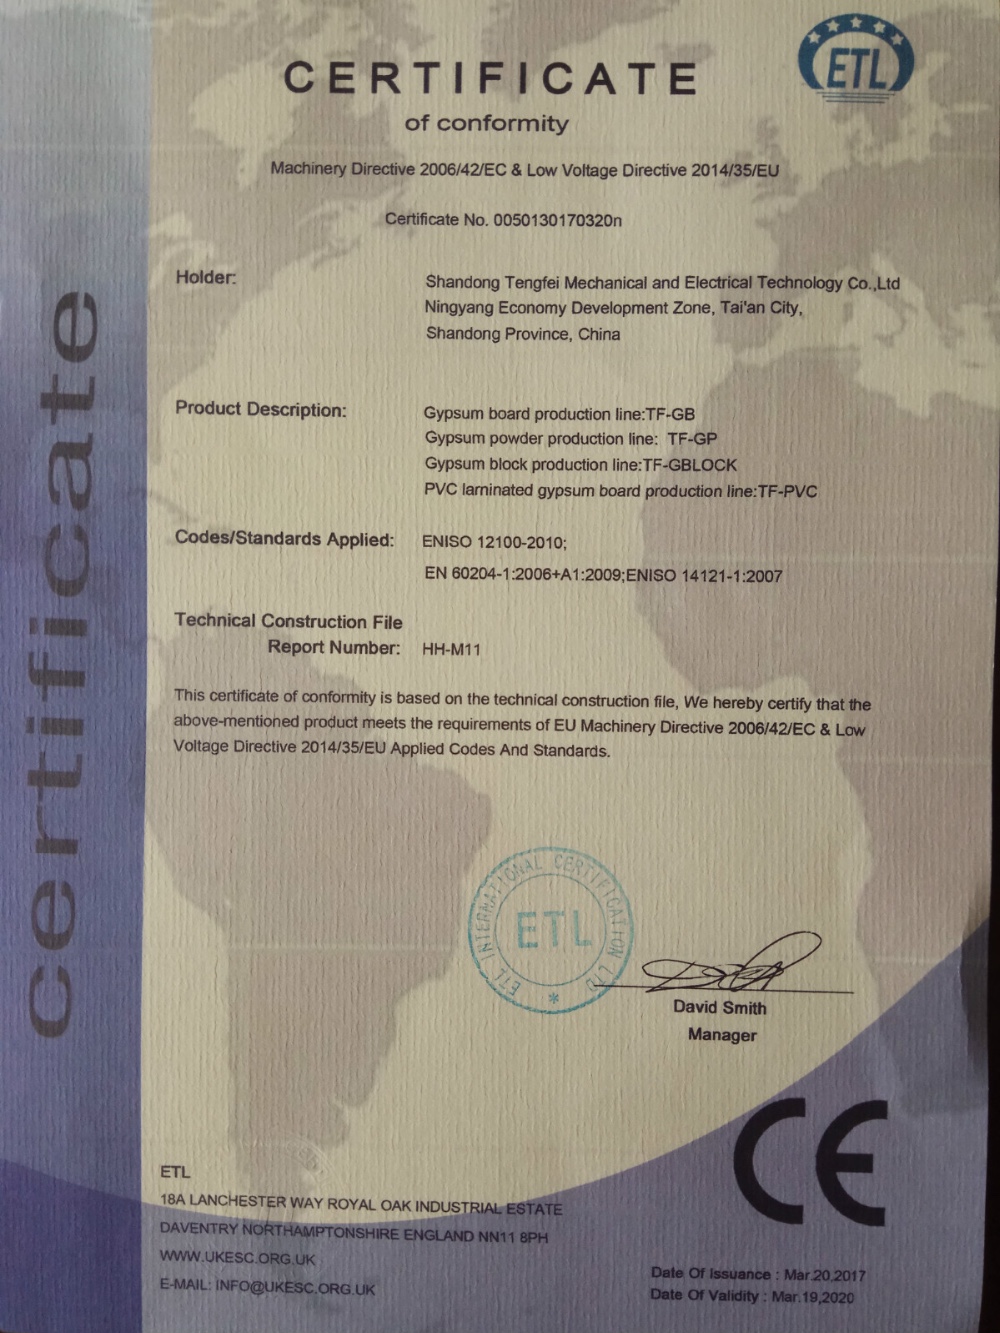 ETL
CERTIFICATE
of conformity
Machinery Directive 2006/42/EC & Low Voltage Directive 2014/35/EU
Certificate No. 0050130170320n
Holder:
Shandong Tengfei Mechanical and Electrical Technology Co.,Ltd
Ningyang Economy Development Zone, Tai'an City,
Shandong Province, China
Product Description:
Gypsum board production line:TF-GB
Gypsum powder production line: TF-GP
Gypsum block production line:TF-GBLOCK
PVC larninated gypsum board production line:TF-PVC
Codes/Standards Applied:
ENISO 12100-2010;
EN 60204-1:2006+A1:2009;ENISO 14121-1:2007
Technical Construction File
Report Number: HH-M11
This certificate of conformity is based on the technical construction file, We hereby certify that the
above-mentioned product meets the requirements of EU Machinery Directive 2006/42/EC & Low
Voltage Directive 2014/35/EU Applied Codes And Standards.
ETL INTERNATIONAL CERTIFICATION LTD
ETL
*
David Smith
Manager
CE
ETL
18A LANCHESTER WAY ROYAL OAK INDUSTRIAL ESTATE
DAVENTRY NORTHAMPTONSHIRE ENGLAND NN11 8PH
WWW.UKESC.ORG.UK
E-MAIL: INFO@UKESC.ORG.UK
Date Of Issuance : Mar.20.2017
Date Of Validity : Mar.19,2020
certificate